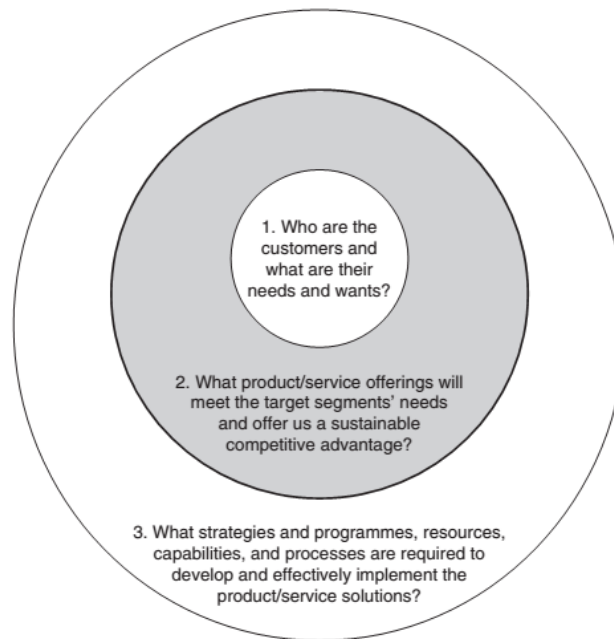 1. Who are the
customers and
what are their
needs and wants?
2. What product/service offerings will
meet the target segments’ needs
and offer us a sustainable
competitive advantage?
3. What strategies and programmes, resources,
capabilities, and processes are required to
develop and effectively implement the
product/service solutions?